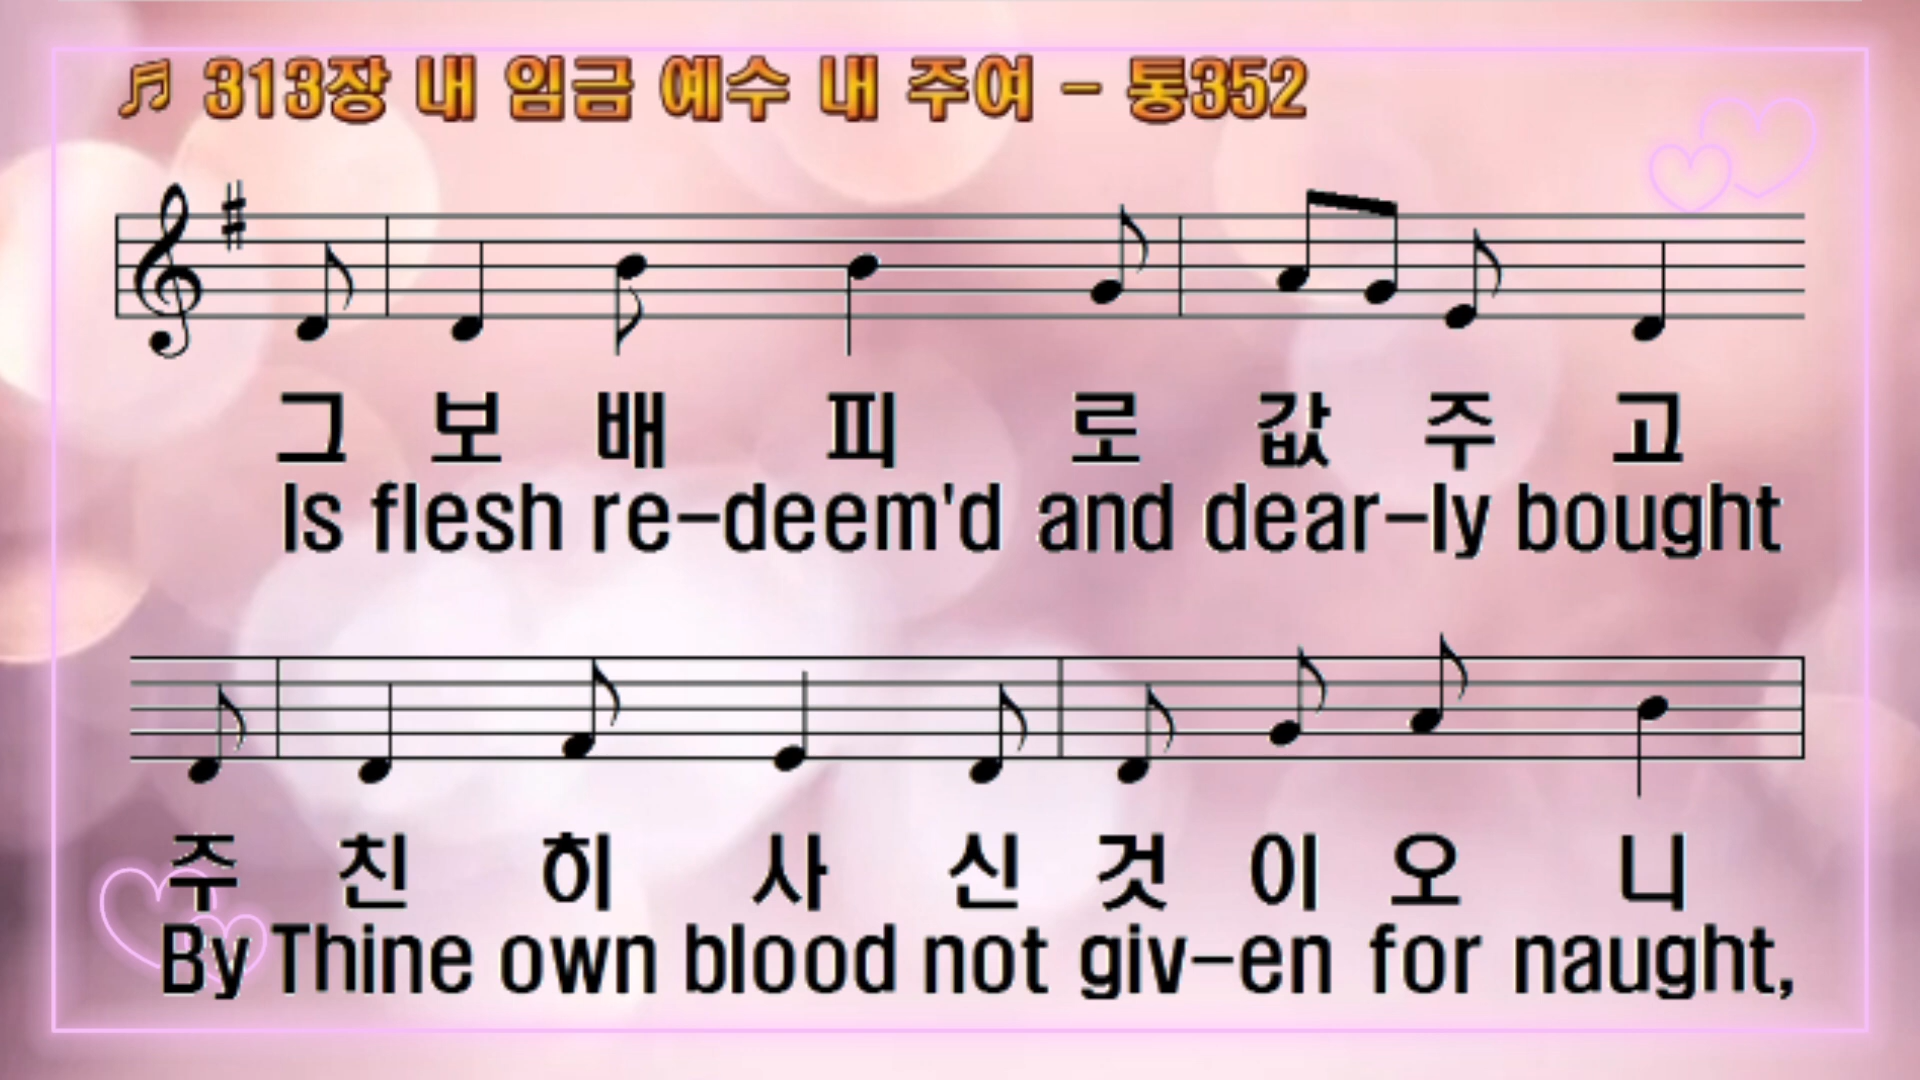 ♬ 313장 내 임금 예수 내 주여 - 통352
그 보 배 피 로 값 주 고
Is flesh re-deem'd and dear-ly bought
주 친 히 사 신 것 이 오 니
By Thine own blood not giv-en for naught,